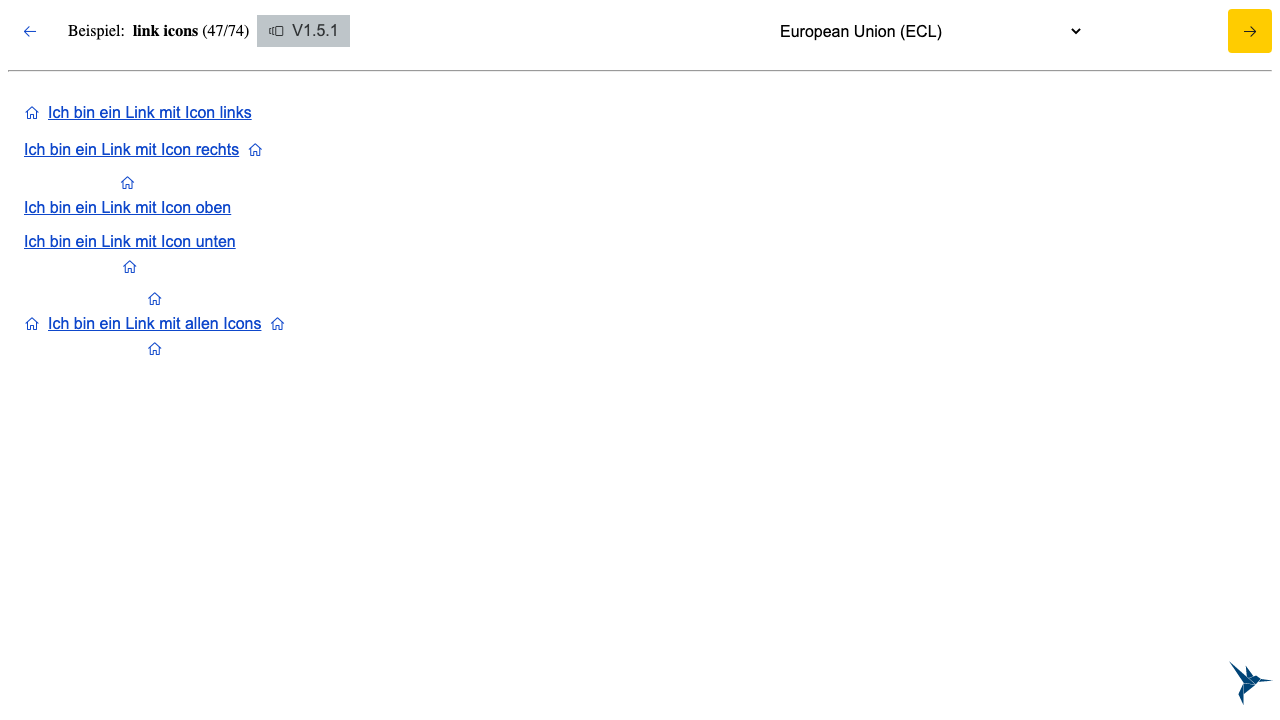 Beispiel: link icons (47/74) V1.5.1 European Union (ECL)
Ich bin ein Link mit Icon links
Ich bin ein Link mit Icon rechts
Ich bin ein Link mit Icon oben
Ich bin ein Link mit Icon unten
Ich bin ein Link mit allen Icons